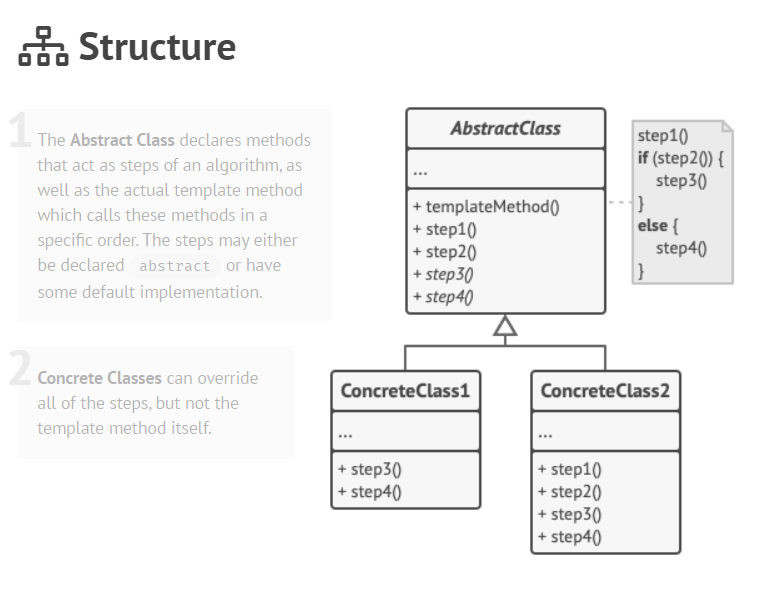 Structure
1
The Abstract Class declares methods
that act as steps of an algorithm, as
well as the actual template method
which calls these methods in a
specific order. The steps may either
be declared abstract or have
some default implementation.
2
Concrete Classes can override
all of the steps, but not the
template method itself.
AbstractClass
...
+ templateMethod()
+ step1()
+ step2()
+ step3()
+ step4()
step1()
if (step2()) {
step3()
}
else {
step4()
}
ConcreteClass1
...
+ step3()
+ step4()
ConcreteClass2
...
+ step1()
+ step2()
+ step3()
+ step4()